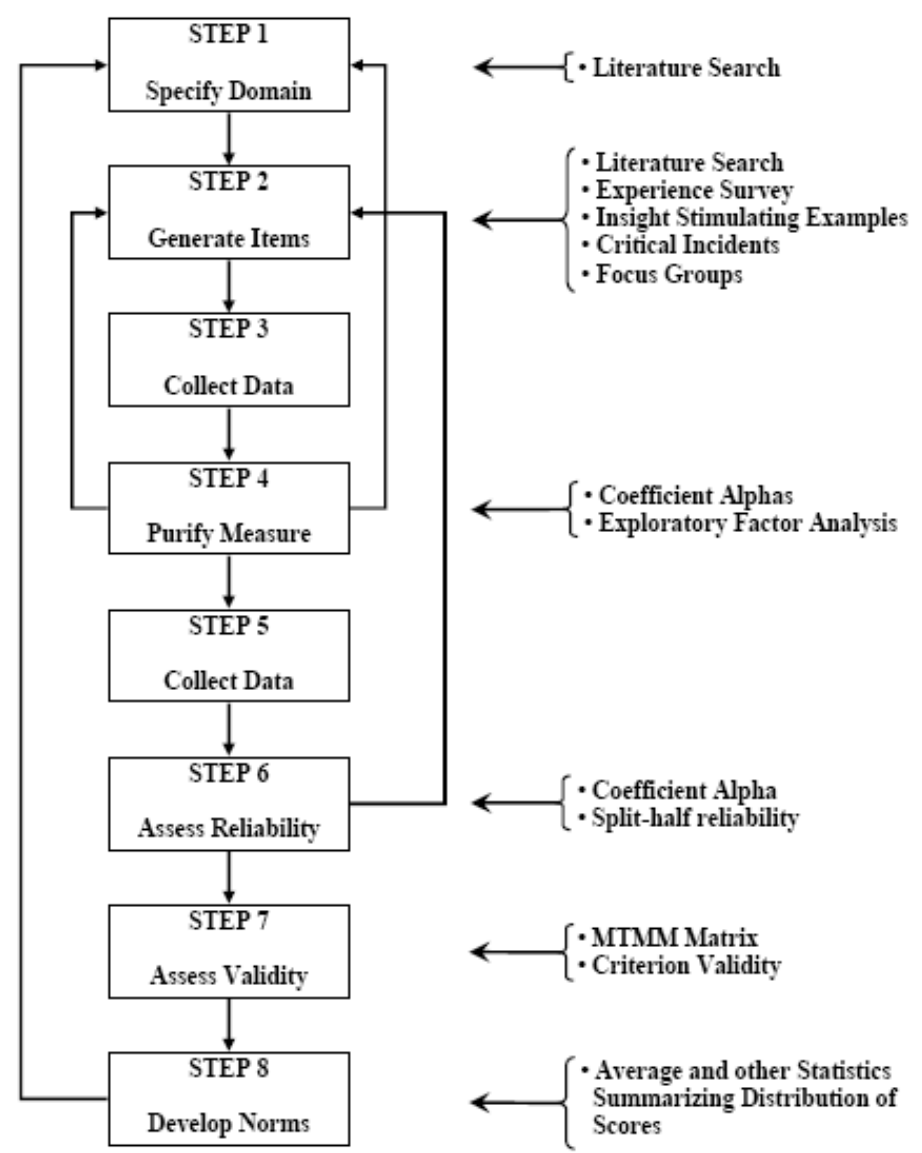 STEP 1
Specify Domain
• Literature Search
STEP 2
Generate Items
• Literature Search
• Experience Survey
• Insight Stimulating Examples
• Critical Incidents
• Focus Groups
STEP 3
Collect Data
STEP 4
Purify Measure
• Coefficient Alphas
• Exploratory Factor Analysis
STEP 5
Collect Data
STEP 6
Assess Reliability
• Coefficient Alpha
• Split-half reliability
STEP 7
Assess Validity
• MTMM Matrix
• Criterion Validity
STEP 8
Develop Norms
• Average and other Statistics
Summarizing Distribution of
Scores